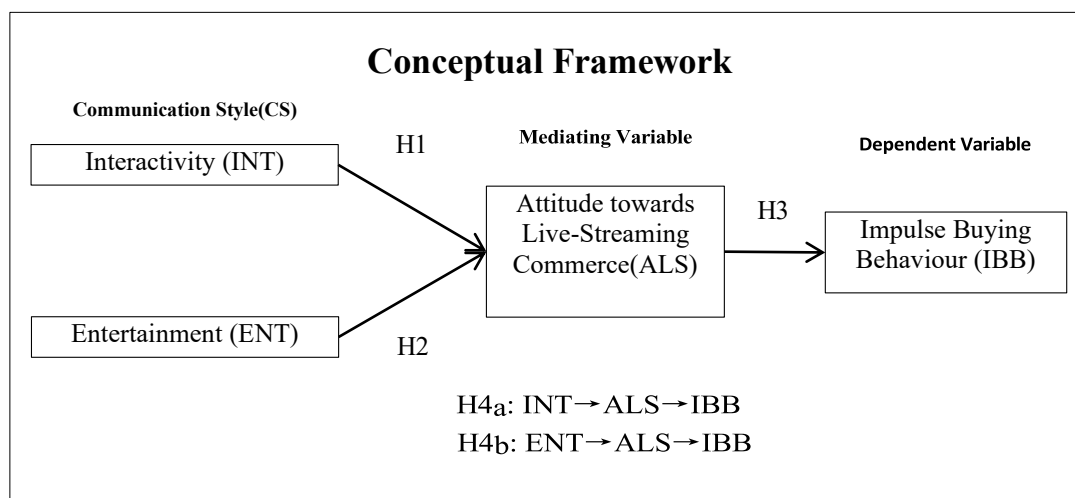 Conceptual Framework
Communication Style(CS)
Interactivity (INT)
H1
Entertainment (ENT)
H2
Mediating Variable
Attitude towards
Live-Streaming
Commerce(ALS)
H3
Dependent Variable
Impulse Buying
Behaviour (IBB)
H4a: INT→ALS→IBB
H4b: ENT→ALS→IBB